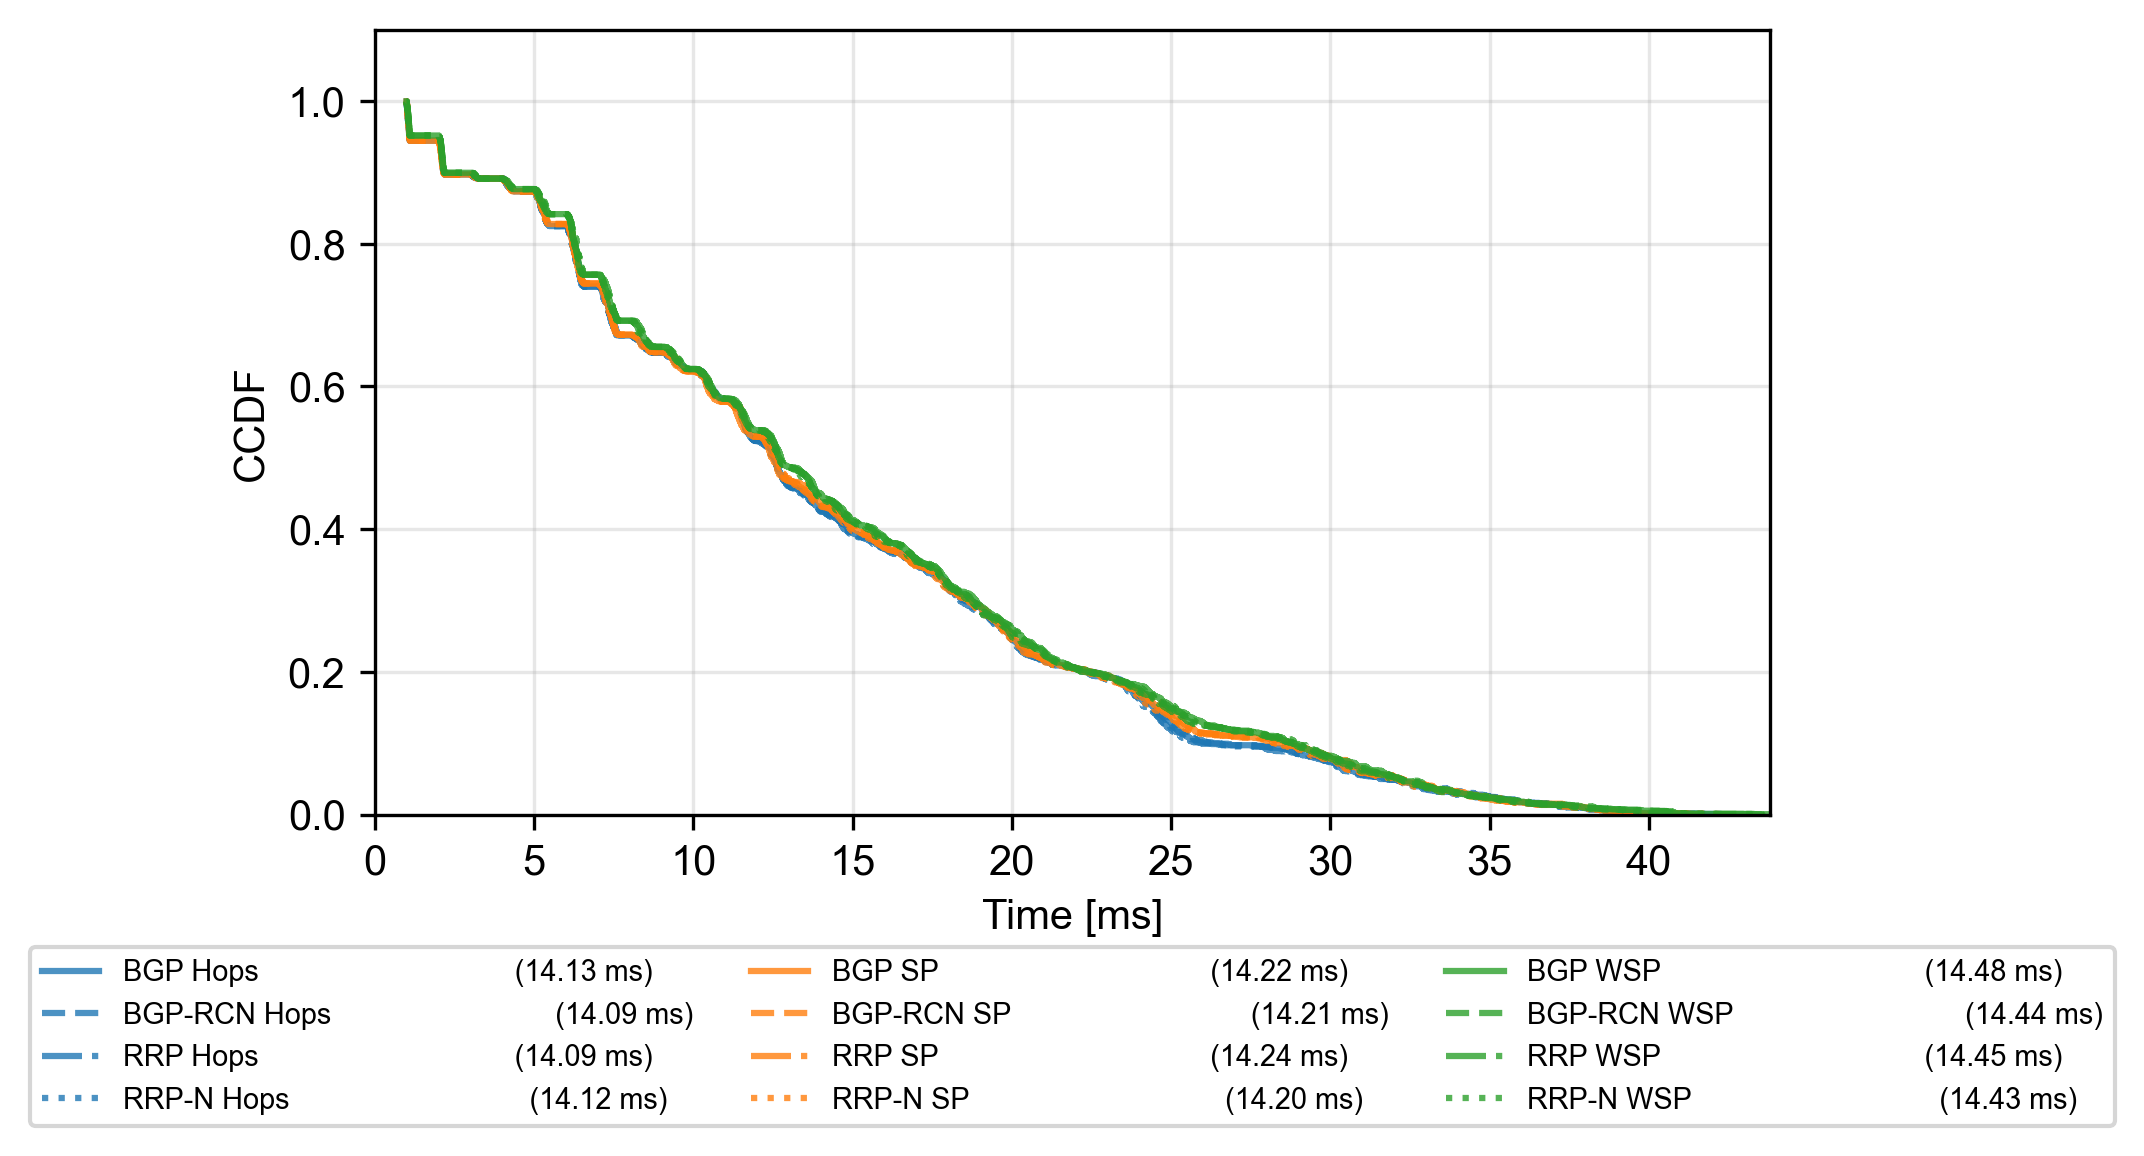 1.0
0.8
0.6
0.4
0.2
0.0
CCDF
0 5 10 15 20 25 30 35 40
Time [ms]
BGP Hops (14.13 ms) BGP SP (14.22 ms) BGP WSP (14.48 ms)
BGP-RCN Hops (14.09 ms) BGP-RCN SP (14.21 ms) BGP-RCN WSP (14.44 ms)
RRP Hops (14.09 ms) RRP SP (14.24 ms) RRP WSP (14.45 ms)
RRP-N Hops (14.12 ms) RRP-N SP (14.20 ms) RRP-N WSP (14.43 ms)